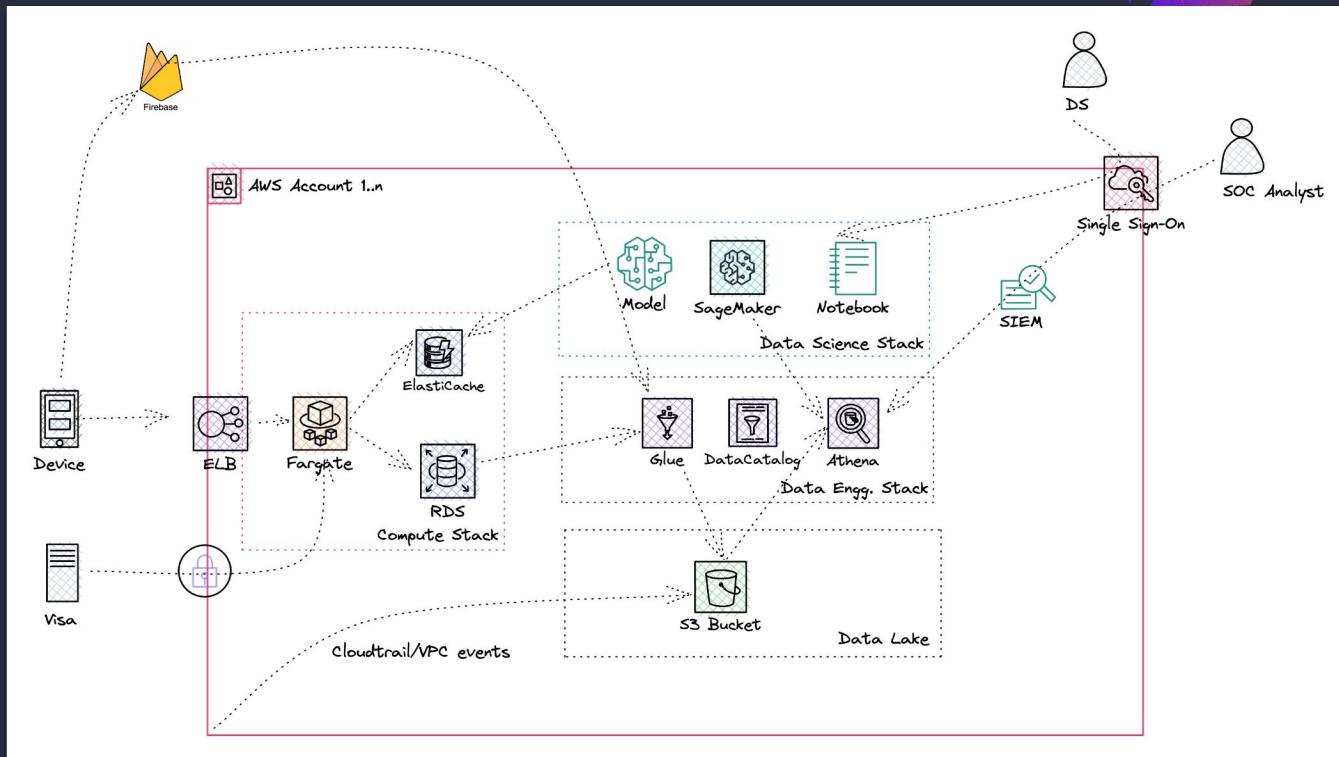 Firebase
DS
SOC Analyst
AWS Account 1..n
Single Sign-On
Model
SageMaker
Notebook
SIEM
Data Science Stack
ElastiCache
Device
ELB
Fargate
Glue
DataCatalog
Athena
Data Engg. Stack
RDS
Compute Stack
Visa
S3 Bucket
Data Lake
Cloudtrail/VPC events